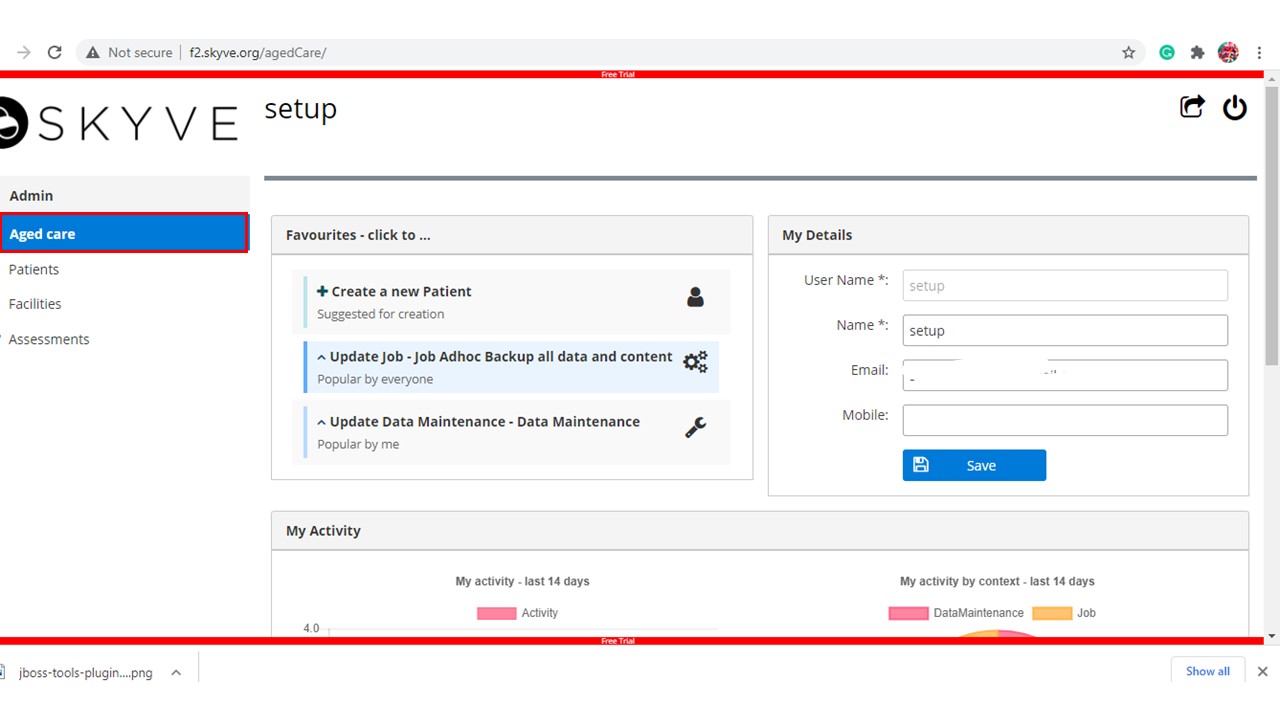 Not secure
f2.skyve.org/agedCare/
Free Trial
SKYVE
setup
Admin
Aged care
Patients
Facilities
Assessments
Favourites - click to ...
Create a new Patient
Suggested for creation
Update Job - Job Adhoc Backup all data and content
Popular by everyone
Update Data Maintenance - Data Maintenance
Popular by me
My Details
User Name *: setup
Name *: setup
Email:
Mobile:
Save
My Activity
My activity - last 14 days
Activity
4.0
My activity by context - last 14 days
DataMaintenance Job
Free Trial
jboss-tools-plugin....png
Show all